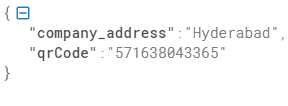 {
"company_address":"Hyderabad",
"qrCode":"571638043365"
}